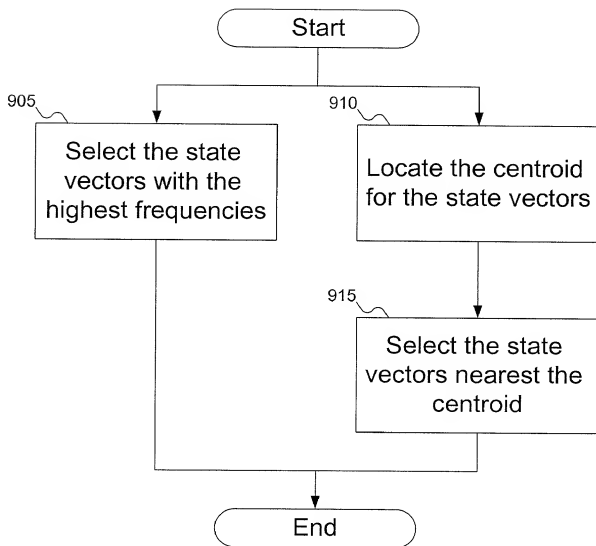 Start
905
Select the state
vectors with the
highest frequencies
910
Locate the centroid
for the state vectors
915
Select the state
vectors nearest the
centroid
End